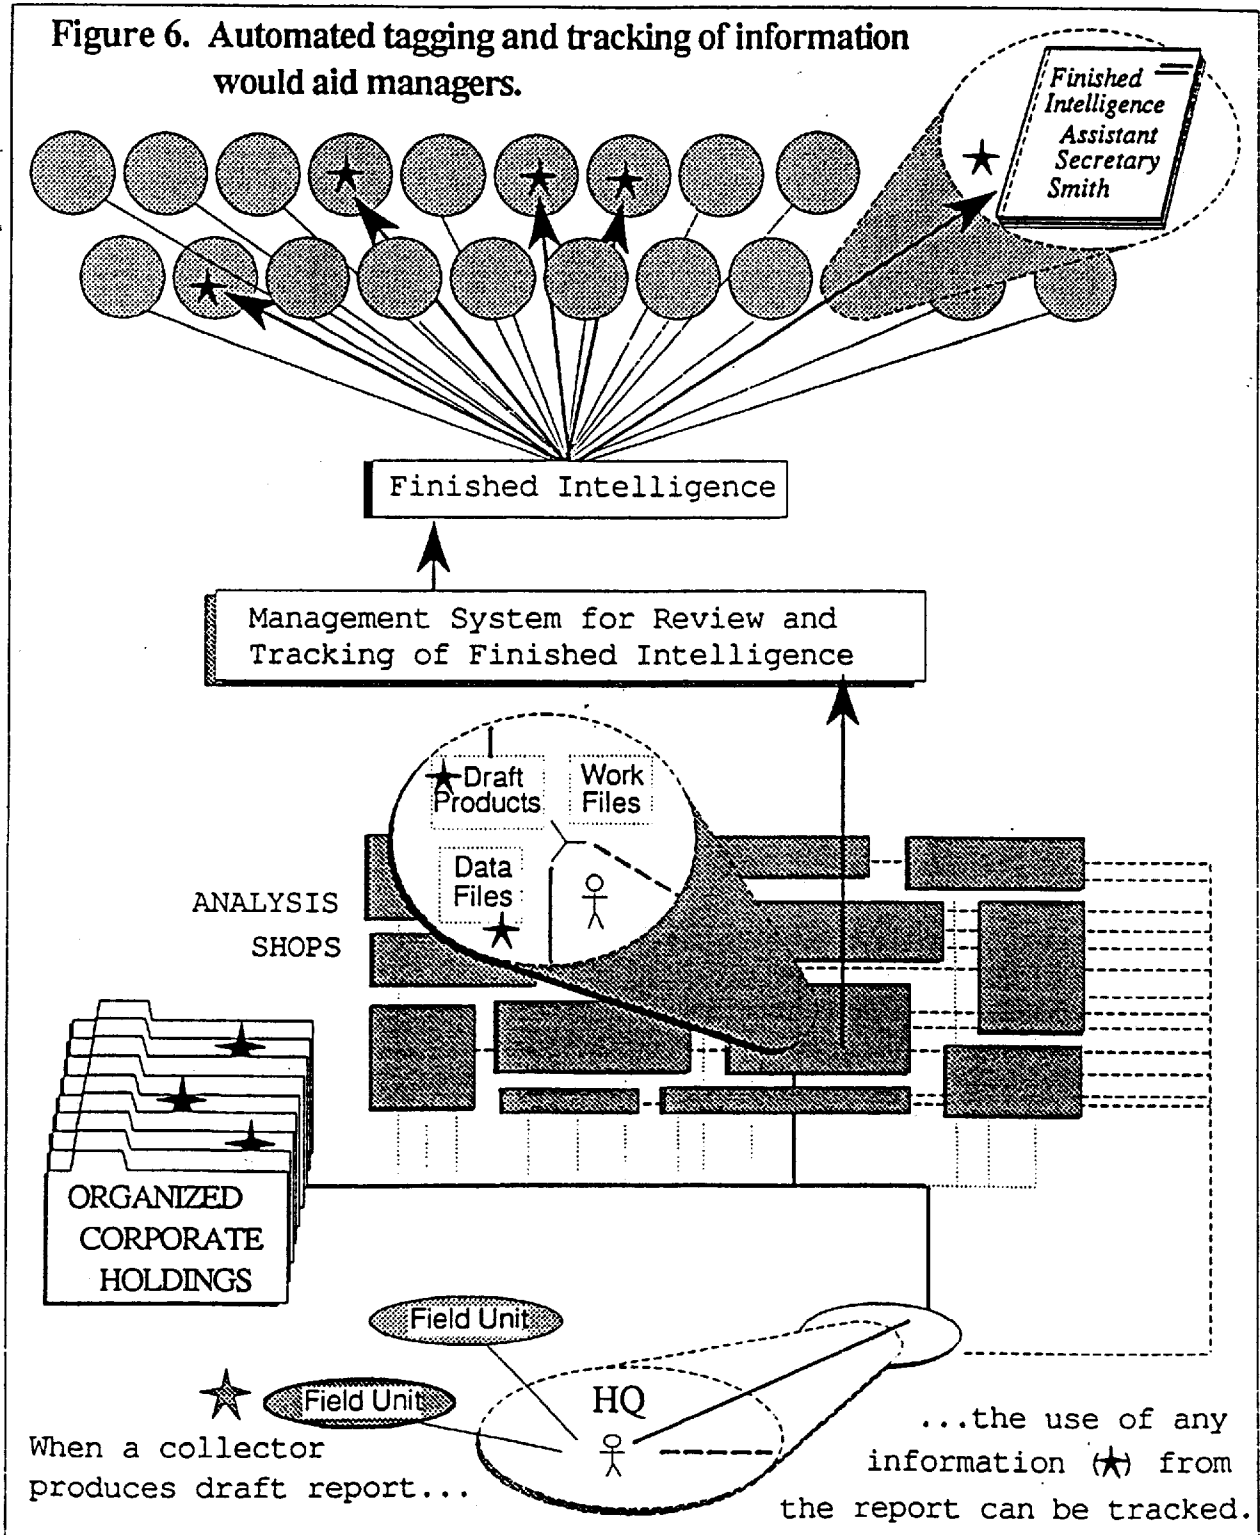 Figure 6. Automated tagging and tracking of information
would aid managers.
Finished
Intelligence
Assistant
Secretary
Smith
Finished Intelligence
Management System for Review and
Tracking of Finished Intelligence
Draft
Products
Work
Files
Data
Files
ANALYSIS
SHOPS
ORGANIZED
CORPORATE
HOLDINGS
Field Unit
Field Unit
HQ
When a collector
produces draft report...
...the use of any
information (★) from
the report can be tracked.